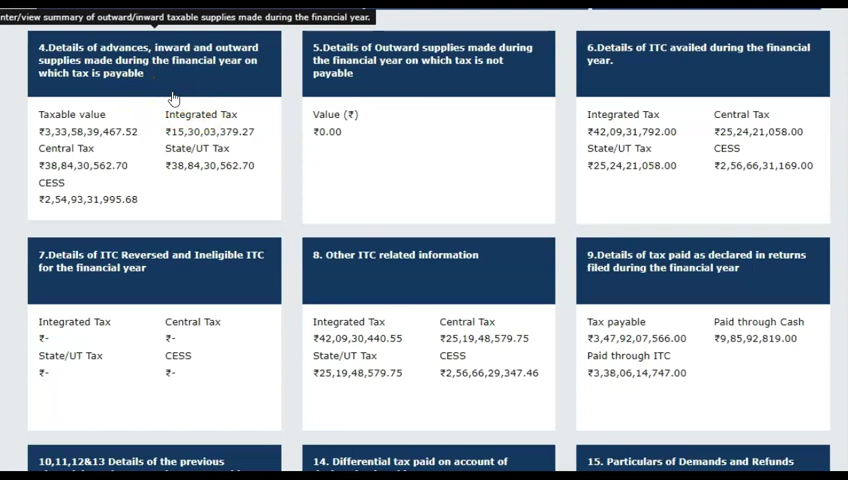 nter/view summary of outward/inward taxable supplies made during the financial year.
4.Details of advances, inward and outward
supplies made during the financial year on
which tax is payable
Taxable value Integrated Tax
₹3,33,58,39,467.52 ₹15,30,03,379.27
Central Tax State/UT Tax
₹38,84,30,562.70 ₹38,84,30,562.70
CESS
₹2,54,93,31,995.68
5.Details of Outward supplies made during
the financial year on which tax is not
payable
Value (₹)
₹0.00
6.Details of ITC availed during the financial
year.
Integrated Tax Central Tax
₹42,09,31,792.00 ₹25,24,21,058.00
State/UT Tax CESS
₹25,24,21,058.00 ₹2,56,66,31,169.00
7.Details of ITC Reversed and Ineligible ITC
for the financial year
Integrated Tax Central Tax
₹- ₹-
State/UT Tax CESS
₹- ₹-
8. Other ITC related information
Integrated Tax Central Tax
₹42,09,30,440.55 ₹25,19,48,579.75
State/UT Tax CESS
₹25,19,48,579.75 ₹2,56,66,29,347.46
9.Details of tax paid as declared in returns
filed during the financial year
Tax payable Paid through Cash
₹3,47,92,07,566.00 ₹9,85,92,819.00
Paid through ITC
₹3,38,06,14,747.00
10,11,12&13 Details of the previous
14. Differential tax paid on account of
15. Particulars of Demands and Refunds